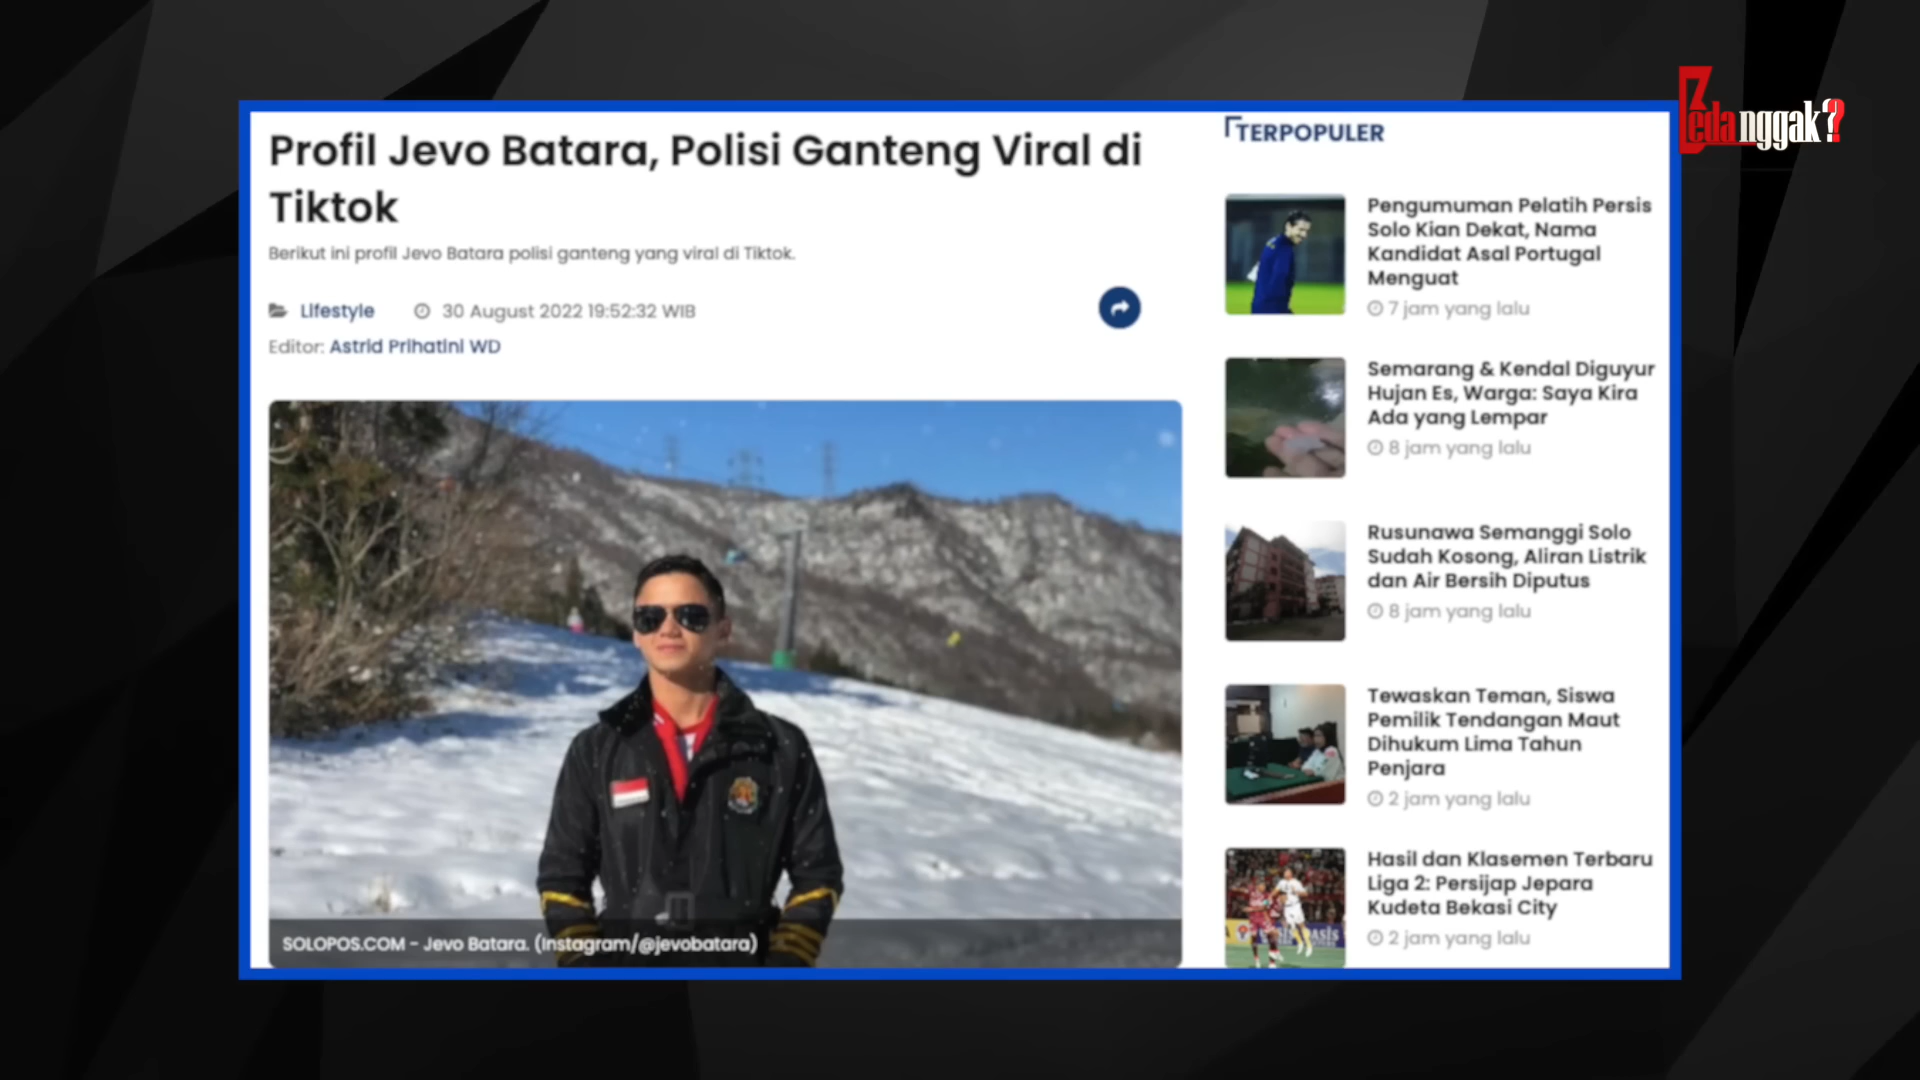 Bedanggak?
Profil Jevo Batara, Polisi Ganteng Viral di
Tiktok
Berikut ini profil Jevo Batara polisi ganteng yang viral di Tiktok.
Lifestyle 30 August 2022 19:52:32 WIB
Editor: Astrid Prihatini WD
SOLOPOS.COM - Jevo Batara. (Instagram/@jevobatara)
TERPOPULER
Pengumuman Pelatih Persis
Solo Kian Dekat, Nama
Kandidat Asal Portugal
Menguat
7 jam yang lalu
Semarang & Kendal Diguyur
Hujan Es, Warga: Saya Kira
Ada yang Lempar
8 jam yang lalu
Rusunawa Semanggi Solo
Sudah Kosong, Aliran Listrik
dan Air Bersih Diputus
8 jam yang lalu
Tewaskan Teman, Siswa
Pemilik Tendangan Maut
Dihukum Lima Tahun
Penjara
2 jam yang lalu
Hasil dan Klasemen Terbaru
Liga 2: Persijap Jepara
Kudeta Bekasi City
2 jam yang lalu